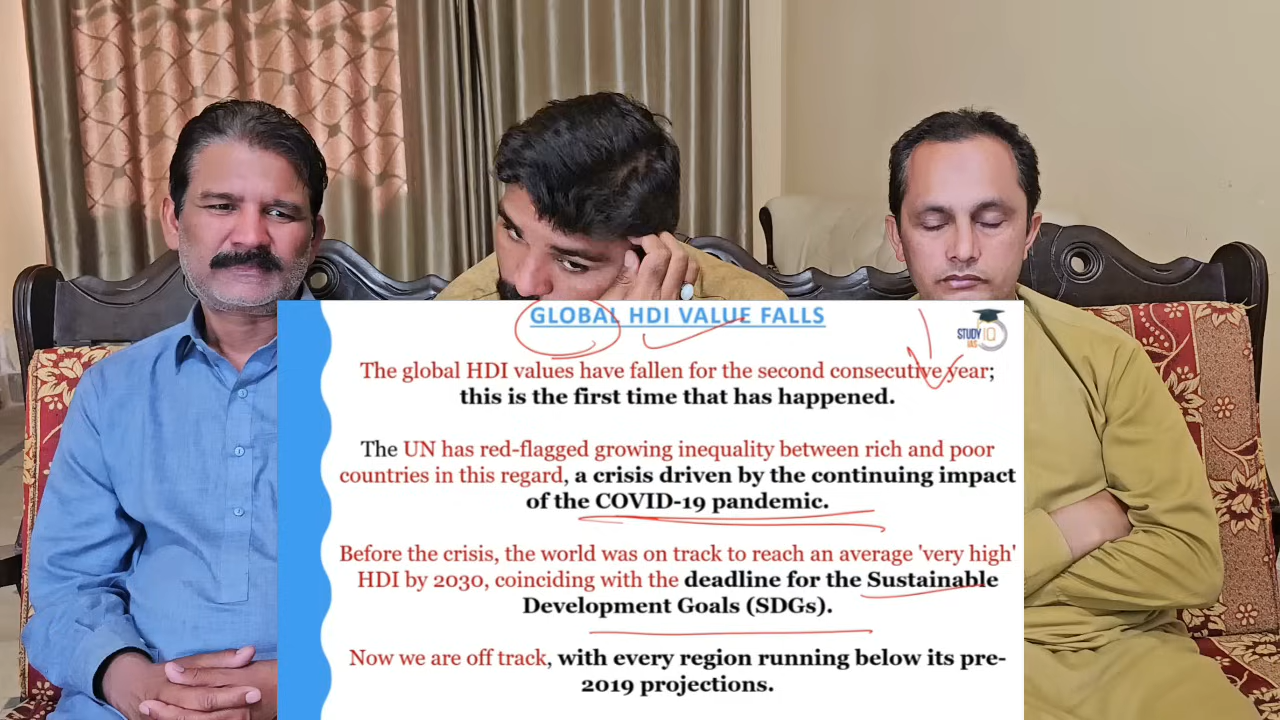 GLOBAL HDI VALUE FALLS
STUDY IQ
IAS
The global HDI values have fallen for the second consecutive year;
this is the first time that has happened.
The UN has red-flagged growing inequality between rich and poor
countries in this regard, a crisis driven by the continuing impact
of the COVID-19 pandemic.
Before the crisis, the world was on track to reach an average 'very high'
HDI by 2030, coinciding with the deadline for the Sustainable
Development Goals (SDGs).
Now we are off track, with every region running below its pre-
2019 projections.